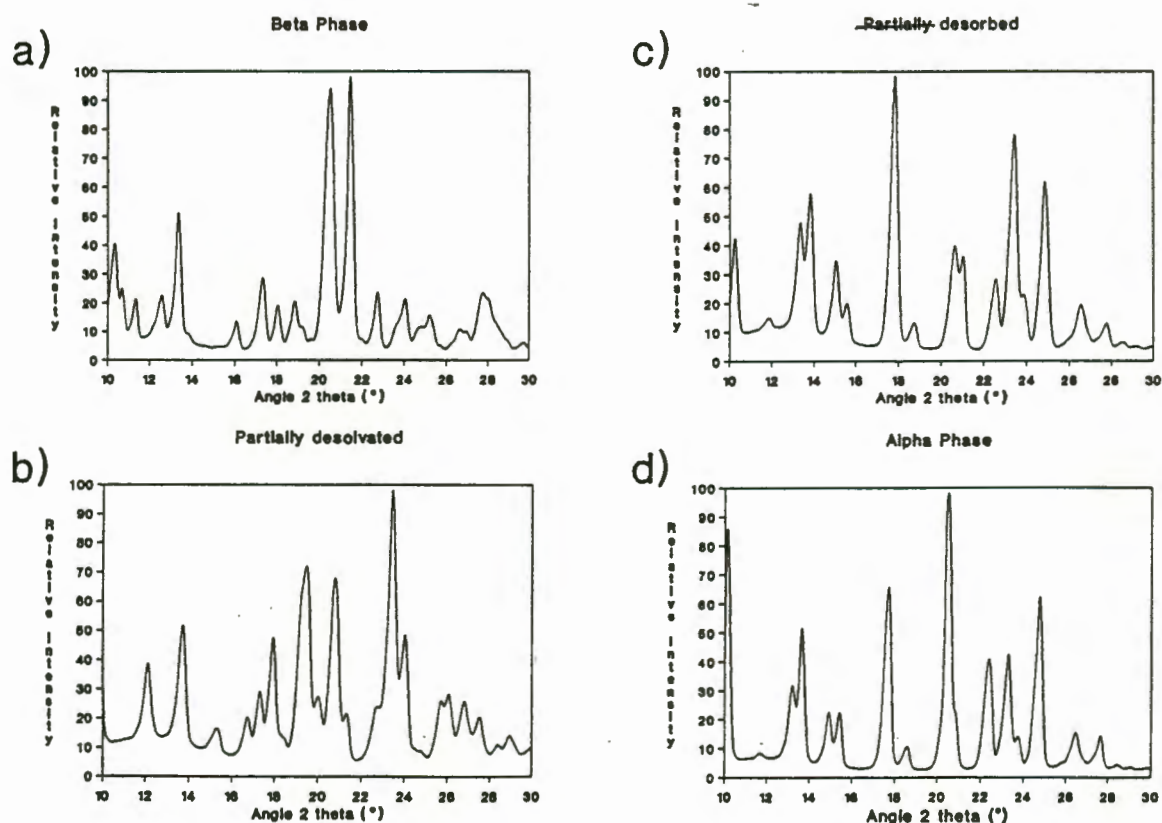 a)
Beta Phase
Relative Intensity
100
90
80
70
60
50
40
30
20
10
0
10 12 14 16 18 20 22 24 26 28 30
Angle 2 theta (°)
c)
Partially desorbed
Relative Intensity
100
90
80
70
60
50
40
30
20
10
0
10 12 14 16 18 20 22 24 26 28 30
Angle 2 theta (°)
b)
Partially desolvated
Relative Intensity
100
90
80
70
60
50
40
30
20
10
0
10 12 14 16 18 20 22 24 26 28 30
Angle 2 theta (°)
d)
Alpha Phase
Relative Intensity
100
90
80
70
60
50
40
30
20
10
0
10 12 14 16 18 20 22 24 26 28 30
Angle 2 theta (°)